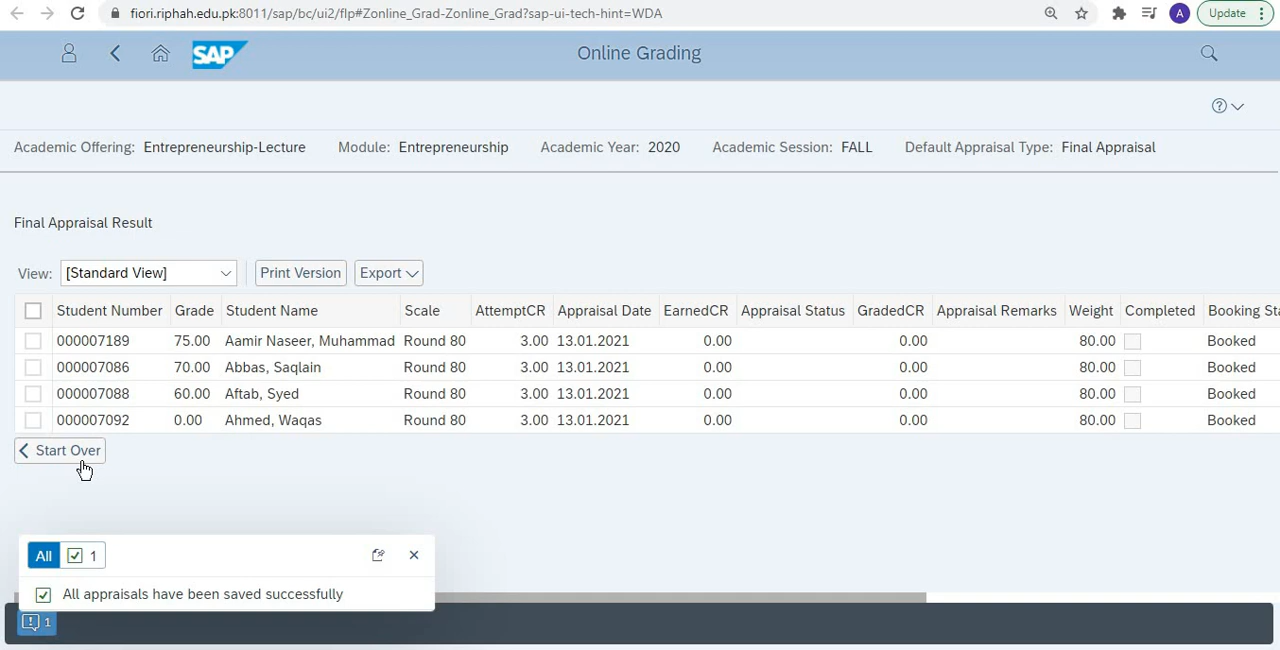 fiori.riphah.edu.pk:8011/sap/bc/ui2/flp#Zonline_Grad-Zonline_Grad?sap-ui-tech-hint=WDA A Update
SAP Online Grading
Academic Offering: Entrepreneurship-Lecture Module: Entrepreneurship Academic Year: 2020 Academic Session: FALL Default Appraisal Type: Final Appraisal
Final Appraisal Result
View: [Standard View] Print Version Export
Student Number Grade Student Name Scale AttemptCR Appraisal Date EarnedCR Appraisal Status GradedCR Appraisal Remarks Weight Completed Booking Sta
000007189 75.00 Aamir Naseer, Muhammad Round 80 3.00 13.01.2021 0.00 0.00 80.00 Booked
000007086 70.00 Abbas, Saqlain Round 80 3.00 13.01.2021 0.00 0.00 80.00 Booked
000007088 60.00 Aftab, Syed Round 80 3.00 13.01.2021 0.00 0.00 80.00 Booked
000007092 0.00 Ahmed, Waqas Round 80 3.00 13.01.2021 0.00 0.00 80.00 Booked
Start Over
All 1
All appraisals have been saved successfully
1